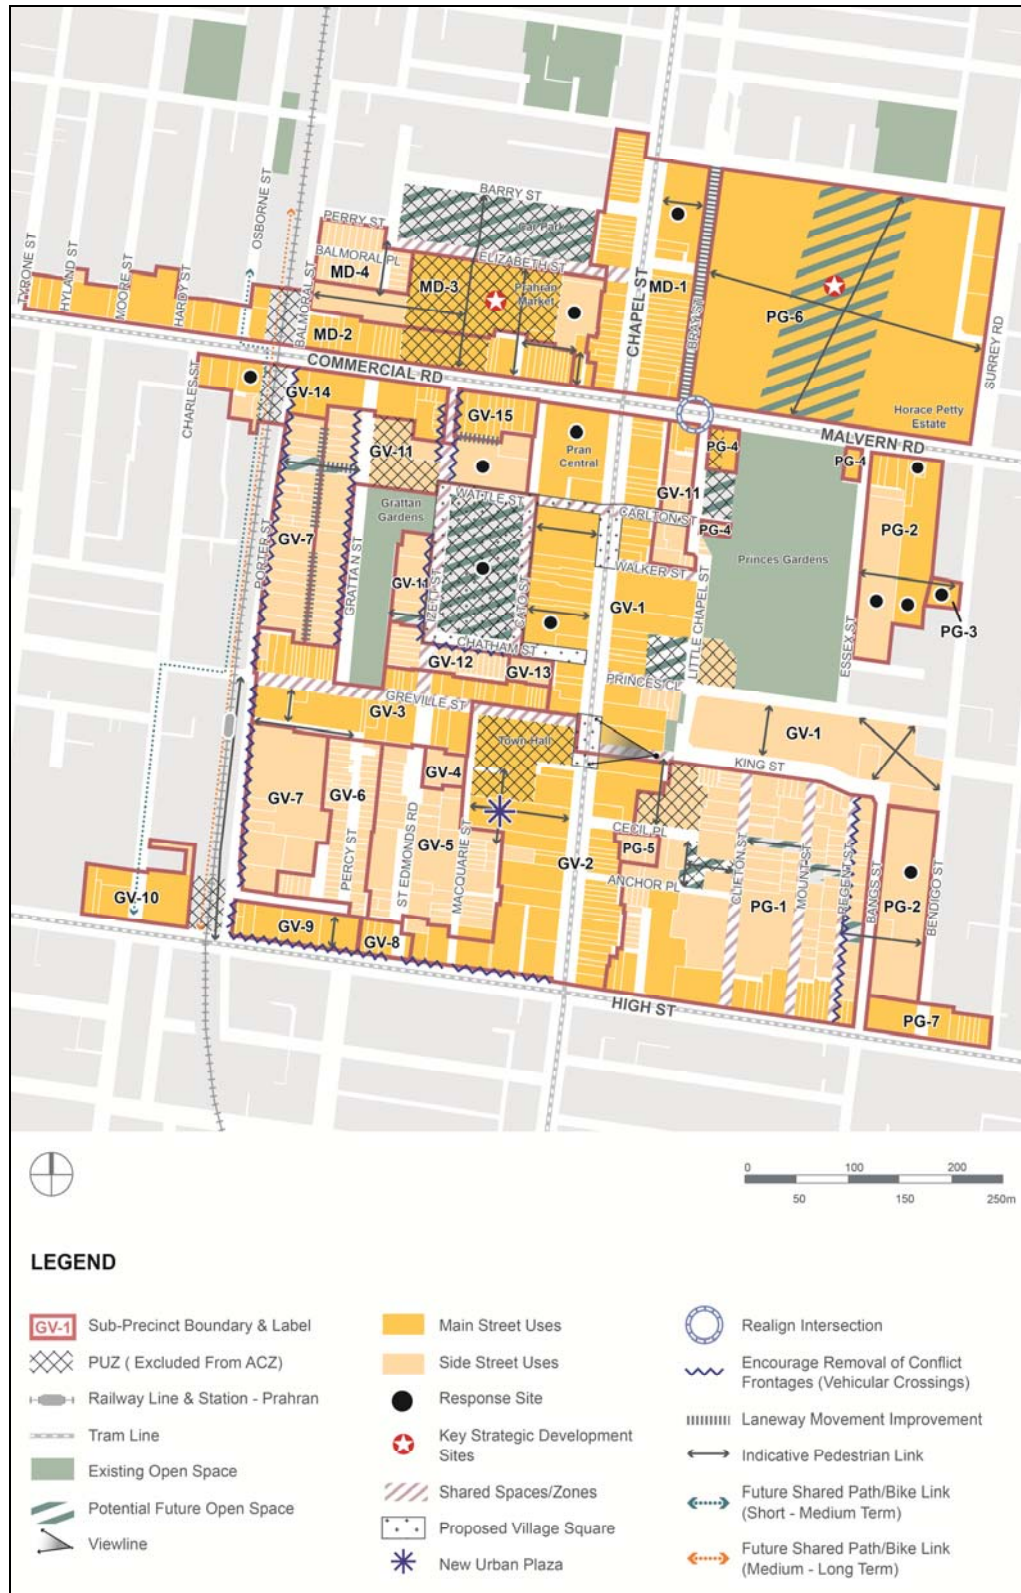 BARRY ST
Car Park
PERRY ST
OSBORNE ST
TYRONE ST
HYLAND ST
MOORE ST
HARDY ST
BALMORAL ST
BALMORAL PL
MD-4
ELIZABETH ST
MD-3
Prahran
Market
MD-2
CHAPEL ST
MD-1
BRAY ST
PG-6
SURREY RD
Horace Petty
Estate
COMMERCIAL RD
MALVERN RD
CHARLES ST
GV-14
GV-15
Pran
Central
GV-11
GV-11
PG-4
PG-4
PG-4
PG-2
WATTLE ST
CARLTON ST
Grattan
Gardens
PORTER ST
GV-7
GRATTAN ST
GV-11
IZETT ST
CATO ST
WALKER ST
GV-1
LITTLE CHAPEL ST
Princes Gardens
ESSEX ST
PG-3
CHATHAM ST
GV-12
GV-13
PRINCES CL
GREVILLE ST
GV-3
Town Hall
GV-1
KING ST
GV-4
GV-7
GV-6
PERCY ST
ST EDMONDS RD
GV-5
MACQUARIE ST
GV-2
CECIL PL
PG-5
ANCHOR PL
CLIFTON ST
PG-1
MOUNT ST
REGENT ST
BANGS ST
PG-2
BENDIGO ST
GV-10
GV-9
GV-8
HIGH ST
PG-7
0 100 200
50 150 250m
LEGEND
GV-1 Sub-Precinct Boundary & Label
PUZ ( Excluded From ACZ)
Railway Line & Station - Prahran
Tram Line
Existing Open Space
Potential Future Open Space
Viewline
Main Street Uses
Side Street Uses
Response Site
Key Strategic Development
Sites
Shared Spaces/Zones
Proposed Village Square
New Urban Plaza
Realign Intersection
Encourage Removal of Conflict
Frontages (Vehicular Crossings)
Laneway Movement Improvement
Indicative Pedestrian Link
Future Shared Path/Bike Link
(Short - Medium Term)
Future Shared Path/Bike Link
(Medium - Long Term)